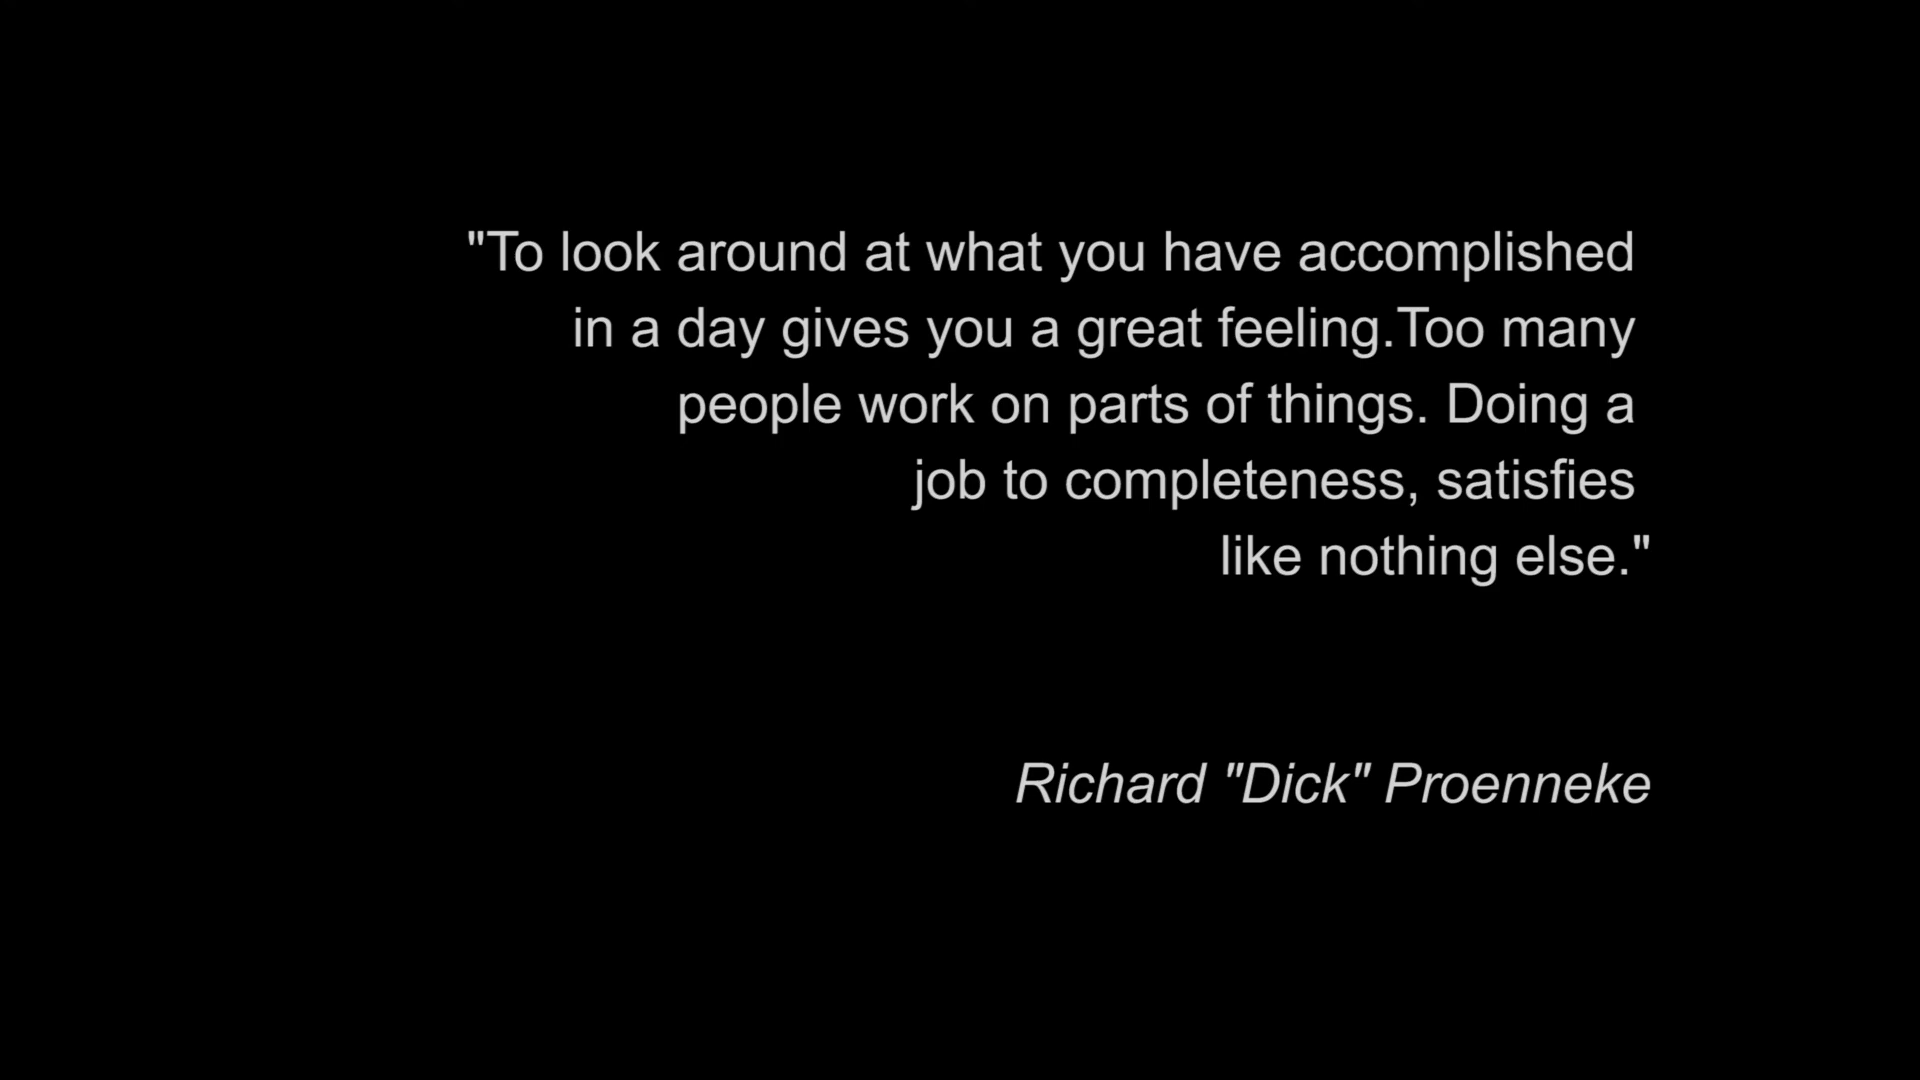 "To look around at what you have accomplished
in a day gives you a great feeling.Too many
people work on parts of things. Doing a
job to completeness, satisfies
like nothing else."
Richard "Dick" Proenneke